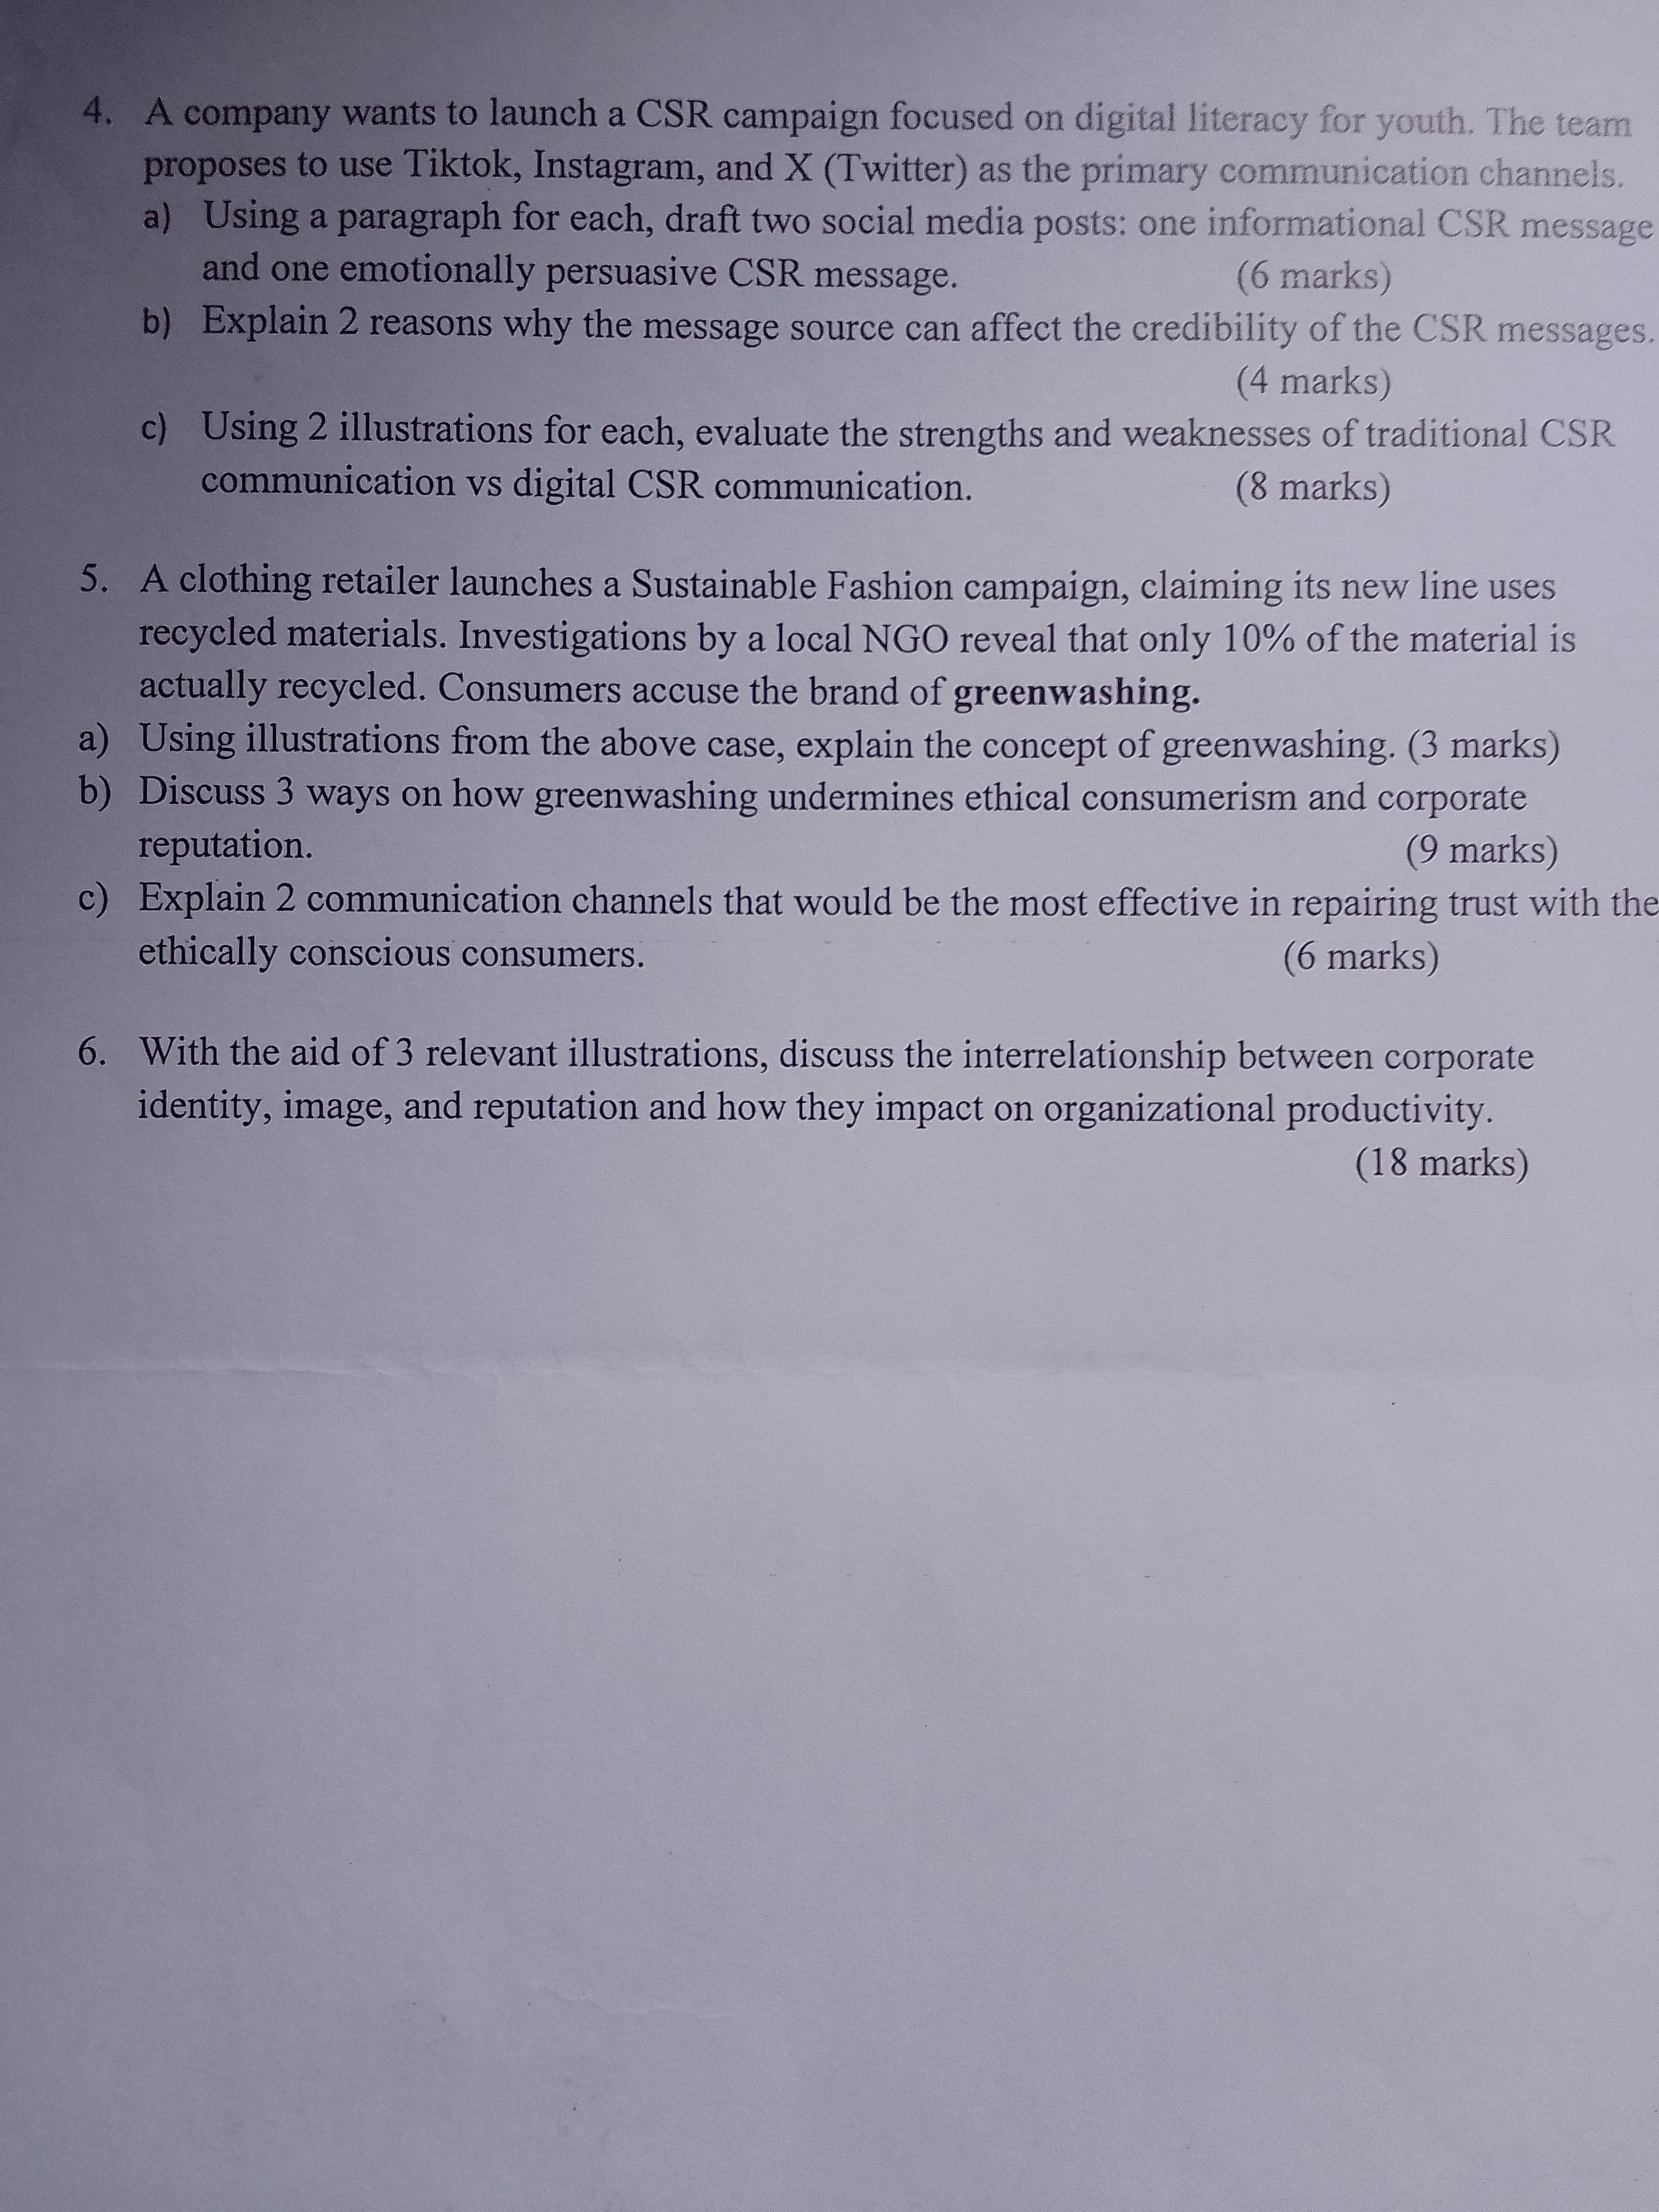 4. A company wants to launch a CSR campaign focused on digital literacy for youth. The team
proposes to use Tiktok, Instagram, and X (Twitter) as the primary communication channels.
a) Using a paragraph for each, draft two social media posts: one informational CSR message
and one emotionally persuasive CSR message. (6 marks)
b) Explain 2 reasons why the message source can affect the credibility of the CSR messages.
(4 marks)
c) Using 2 illustrations for each, evaluate the strengths and weaknesses of traditional CSR
communication vs digital CSR communication. (8 marks)
5. A clothing retailer launches a Sustainable Fashion campaign, claiming its new line uses
recycled materials. Investigations by a local NGO reveal that only 10% of the material is
actually recycled. Consumers accuse the brand of greenwashing.
a) Using illustrations from the above case, explain the concept of greenwashing. (3 marks)
b) Discuss 3 ways on how greenwashing undermines ethical consumerism and corporate
reputation. (9 marks)
c) Explain 2 communication channels that would be the most effective in repairing trust with the
ethically conscious consumers. (6 marks)
6. With the aid of 3 relevant illustrations, discuss the interrelationship between corporate
identity, image, and reputation and how they impact on organizational productivity.
(18 marks)